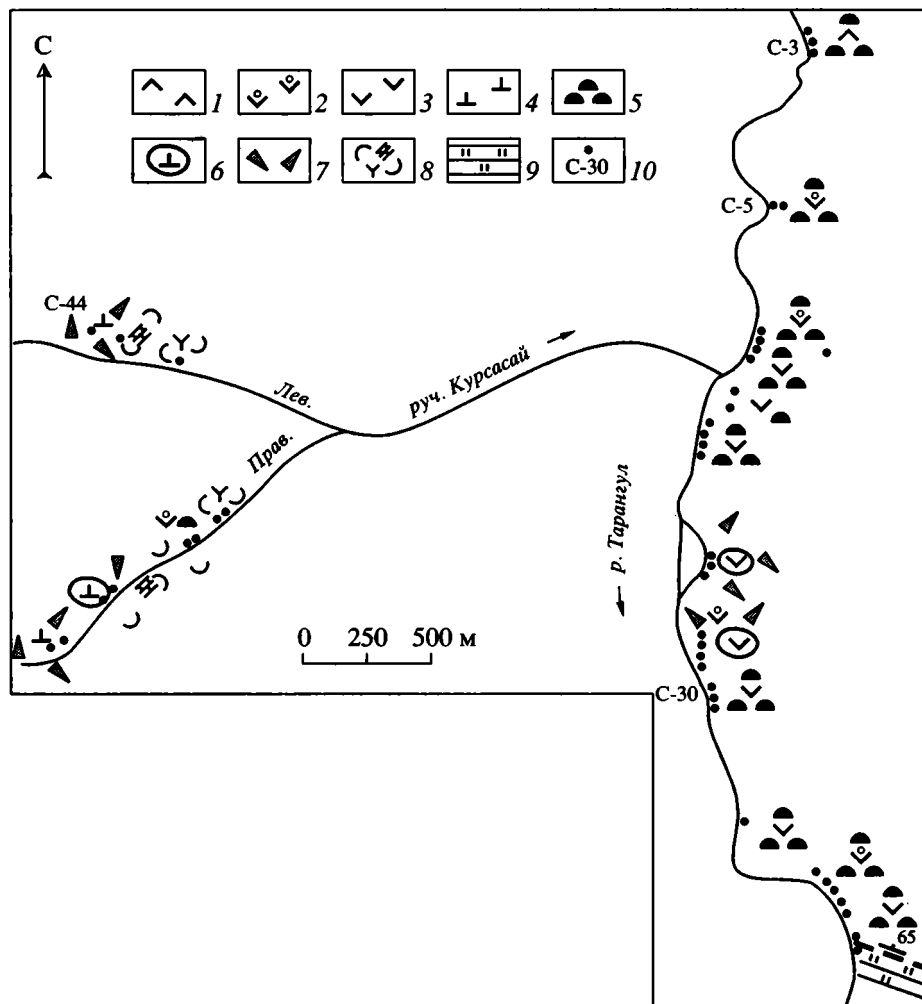 С
1 2 3 4 5
6 7 8 9 10
С-30
С-3
С-5
С-44
Лев.
руч. Курсасай
Прав.
р. Тарангул
0 250 500 м
С-30
65